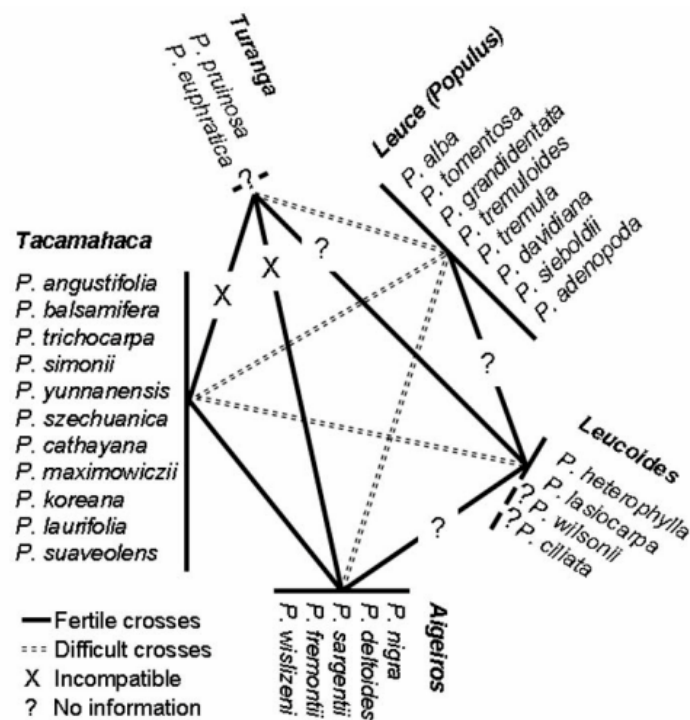 Turanga
P. pruinosa
P. euphratica
?
Leuce (Populus)
P. alba
P. tomentosa
P. grandidentata
P. tremuloides
P. tremula
P. davidiana
P. sieboldii
P. adenopoda
Tacamahaca
P. angustifolia
P. balsamifera
P. trichocarpa
P. simonii
P. yunnanensis
P. szechuanica
P. cathayana
P. maximowiczii
P. koreana
P. laurifolia
P. suaveolens
X
X
?
?
?
Leucoides
P. heterophylla
P. lasiocarpa
? P. wilsonii
? P. ciliata
Aigeiros
P. nigra
P. deltoides
P. sargentii
P. fremontii
P. wislizeni
Fertile crosses
Difficult crosses
X Incompatible
? No information